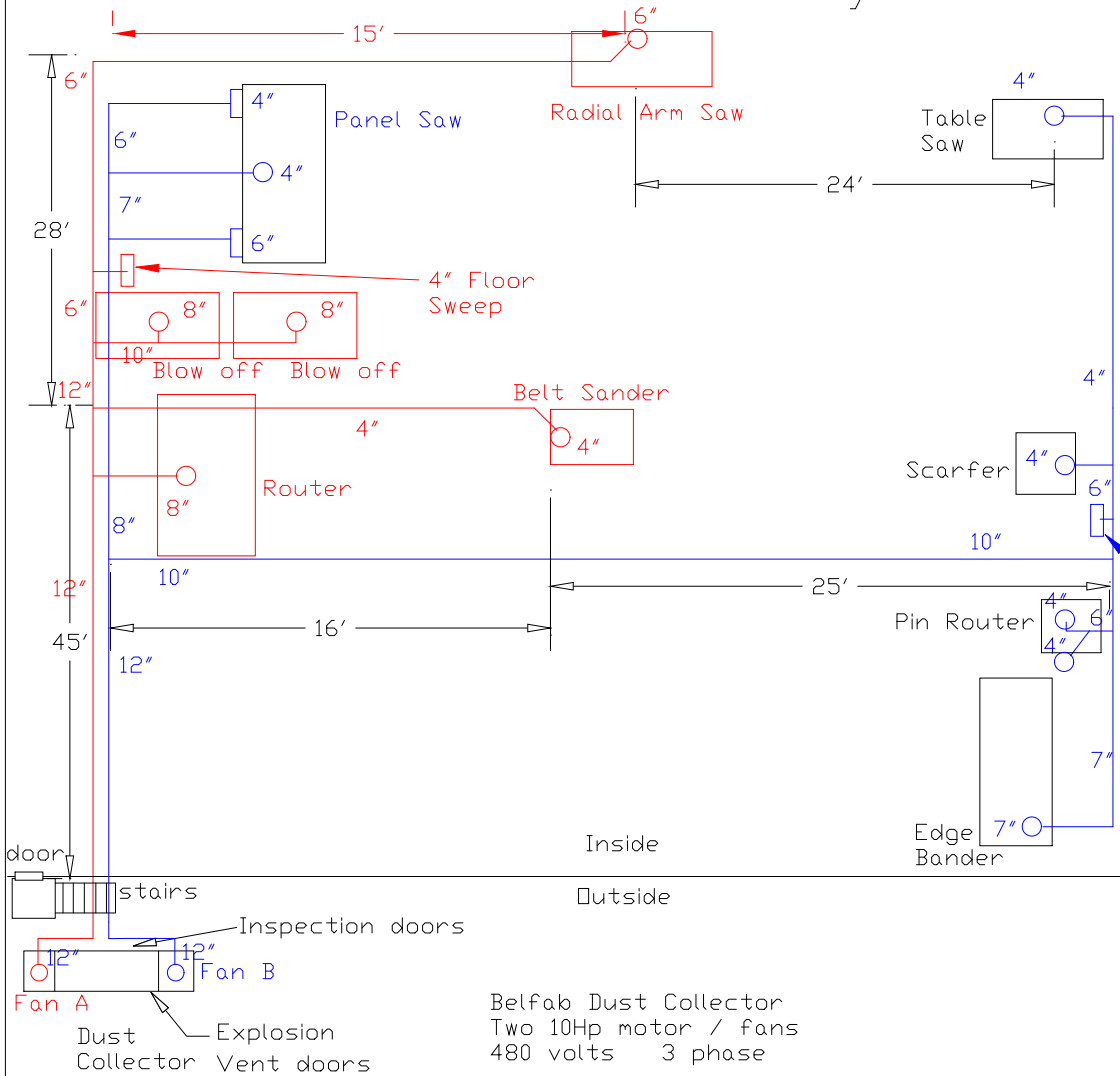 6"
15'
6"
4"
4"
Panel Saw
Radial Arm Saw
Table
Saw
6"
4"
24'
7"
28'
6"
4" Floor
Sweep
6"
8"
8"
10"
Blow off
Blow off
12"
Belt Sander
4"
4"
4"
Router
8"
Scarfer
4"
6"
8"
10"
10"
12"
25'
16'
45'
Pin Router
4"
6"
4"
12"
7"
7"
Edge
Bander
Inside
door
stairs
Outside
Inspection doors
12"
12"
Fan B
Fan A
Belfab Dust Collector
Two 10Hp motor / fans
480 volts 3 phase
Dust
Collector
Explosion
Vent doors